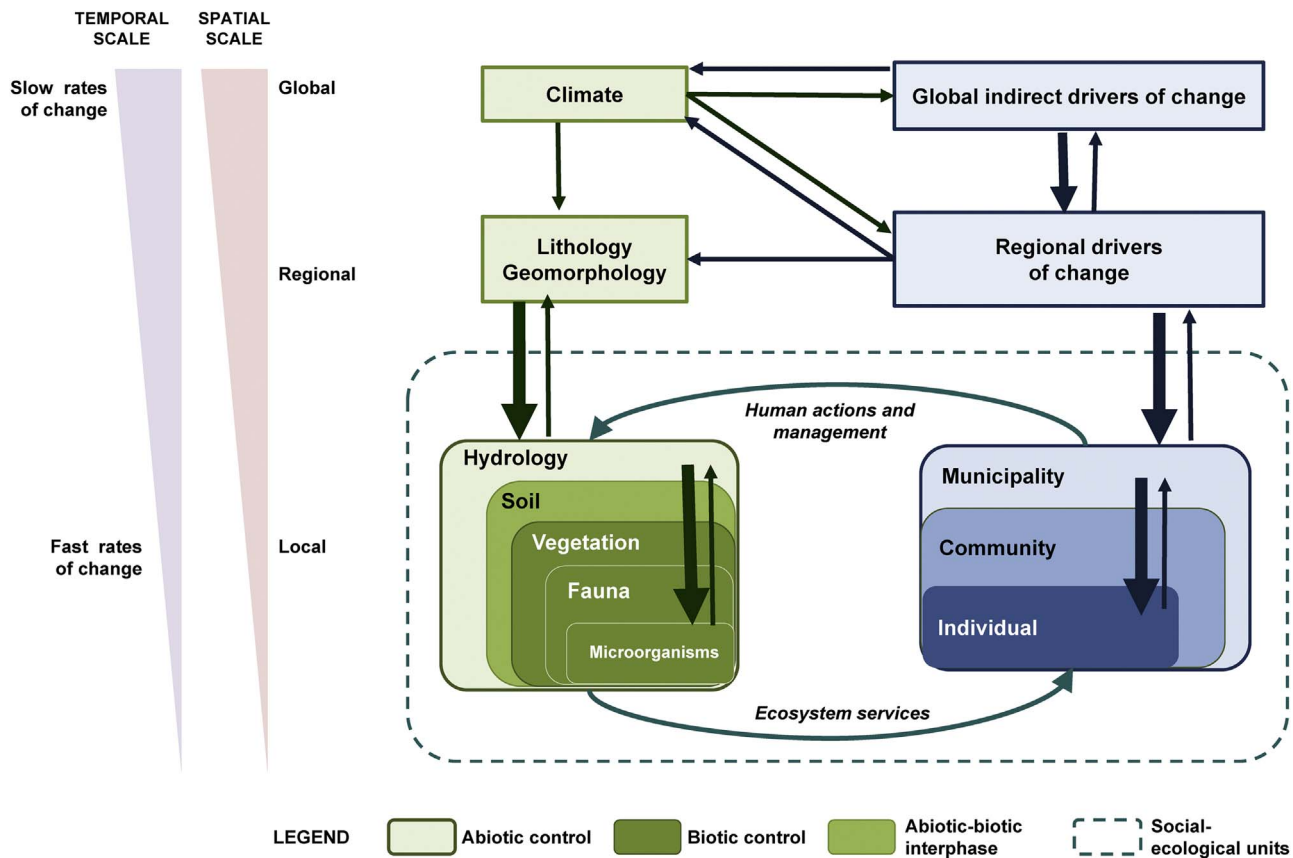 TEMPORAL
SCALE
SPATIAL
SCALE
Slow rates
of change
Global
Regional
Fast rates
of change
Local
Climate
Global indirect drivers of change
Lithology
Geomorphology
Regional drivers
of change
Human actions and
management
Hydrology
Soil
Vegetation
Fauna
Microorganisms
Municipality
Community
Individual
Ecosystem services
LEGEND
Abiotic control
Biotic control
Abiotic-biotic
interphase
Social-
ecological units